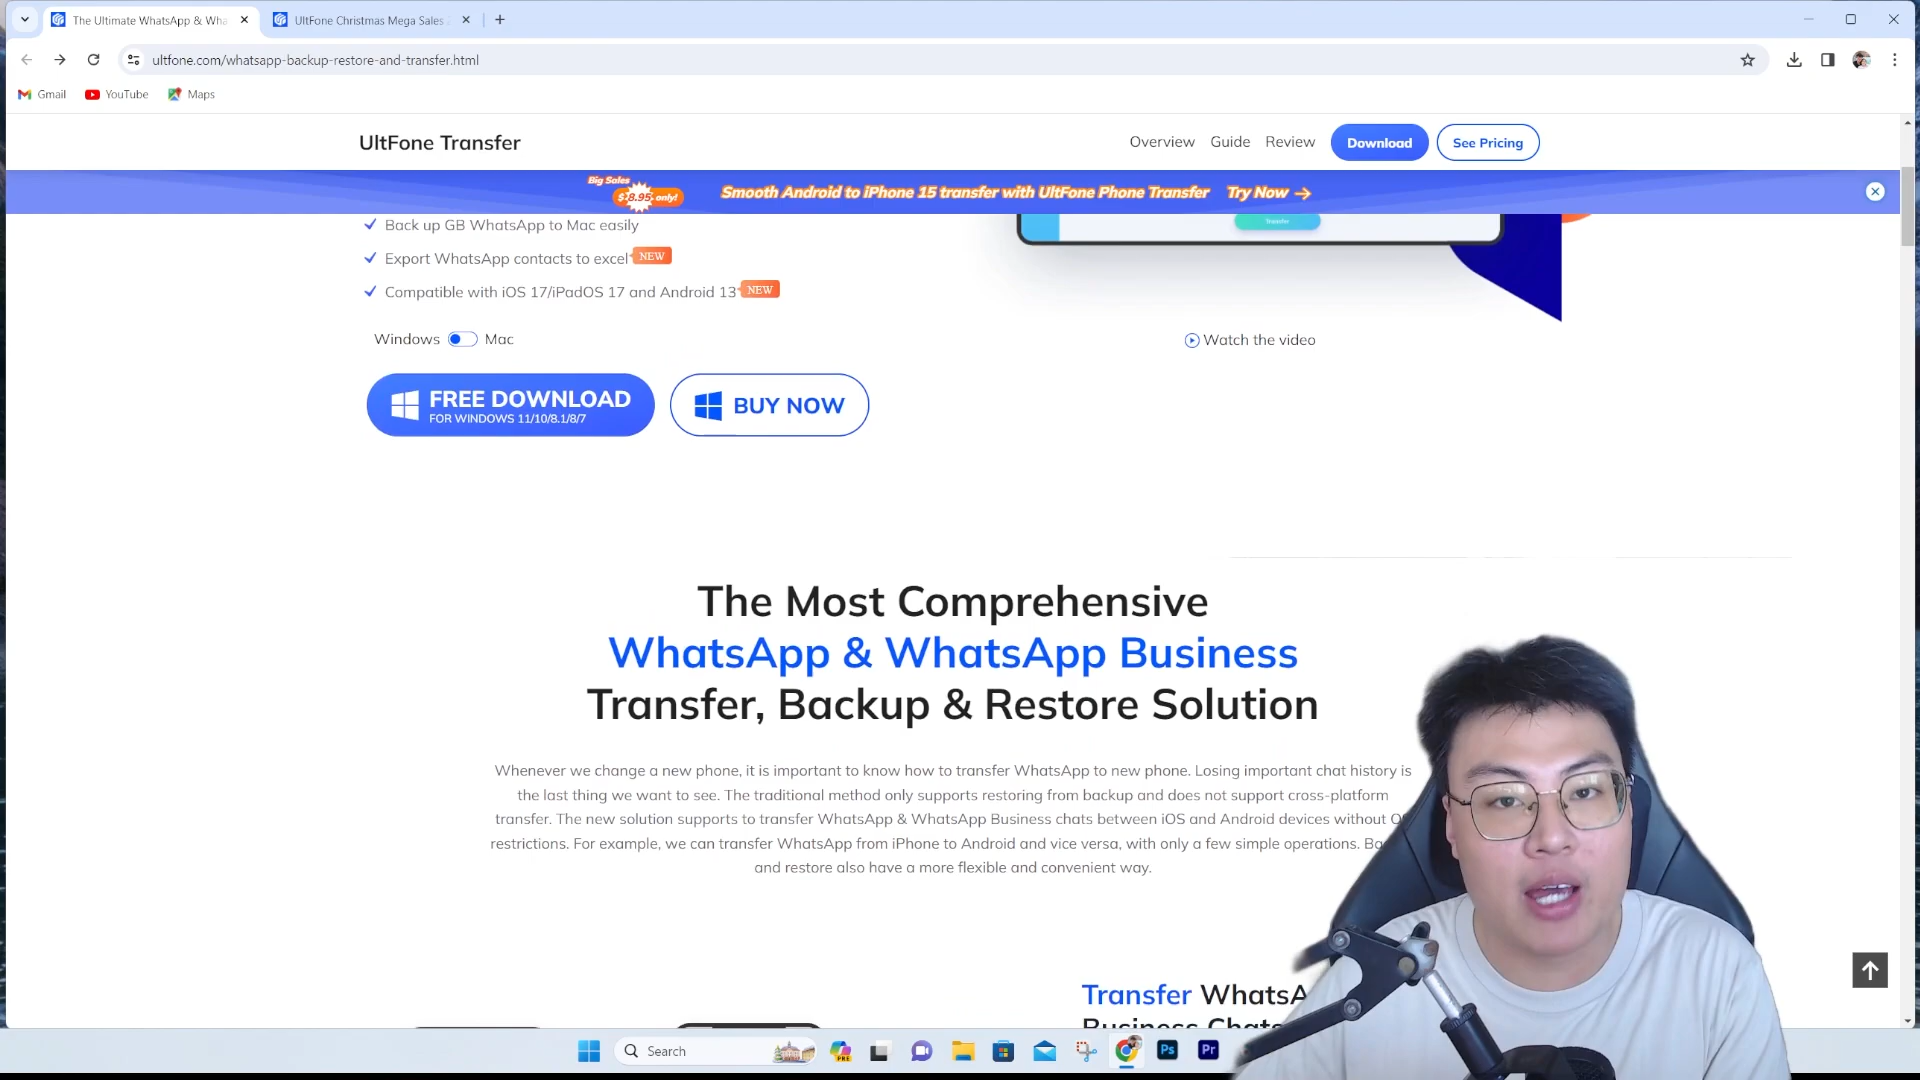 The Ultimate WhatsApp & Wha
UltFone Christmas Mega Sales
ultfone.com/whatsapp-backup-restore-and-transfer.html
Gmail
YouTube
Maps
UltFone Transfer
Overview
Guide
Review
Download
See Pricing
Big Sales
only!
Smooth Android to iPhone 15 transfer with UltFone Phone Transfer
Try Now
Back up GB WhatsApp to Mac easily
Export WhatsApp contacts to excel NEW
Compatible with iOS 17/iPadOS 17 and Android 13 NEW
Transfer
Windows
Mac
Watch the video
FREE DOWNLOAD
FOR WINDOWS 11/10/8.1/8/7
BUY NOW
The Most Comprehensive
WhatsApp & WhatsApp Business
Transfer, Backup & Restore Solution
Whenever we change a new phone, it is important to know how to transfer WhatsApp to new phone. Losing important chat history is
the last thing we want to see. The traditional method only supports restoring from backup and does not support cross-platform
transfer. The new solution supports to transfer WhatsApp & WhatsApp Business chats between iOS and Android devices without
restrictions. For example, we can transfer WhatsApp from iPhone to Android and vice versa, with only a few simple operations.
and restore also have a more flexible and convenient way.
Transfer WhatsA
Business Chats
Search
PRE
Ps
Pr